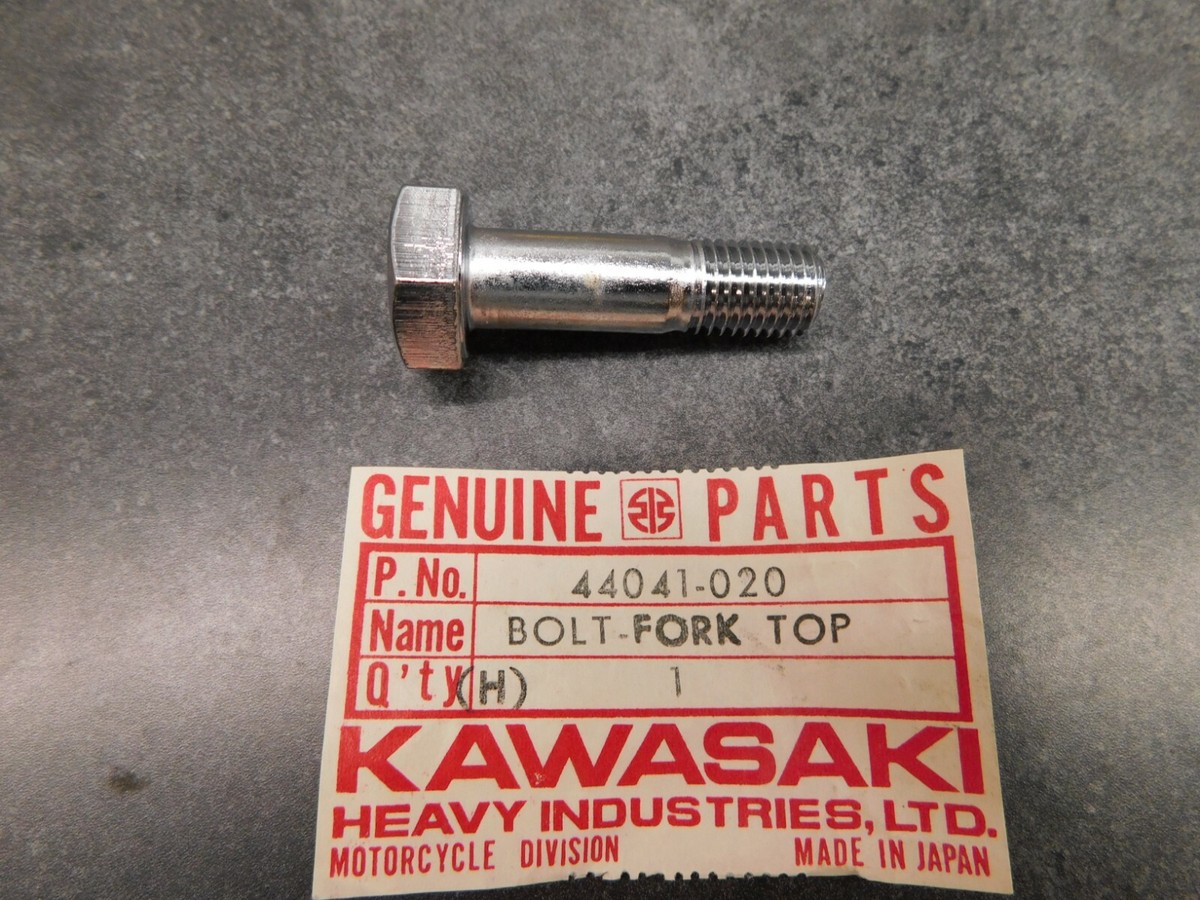 GENUINE PARTS
P. No. 44041-020
Name BOLT-FORK TOP
Q'ty (H) 1
KAWASAKI
HEAVY INDUSTRIES, LTD.
MOTORCYCLE DIVISION MADE IN JAPAN